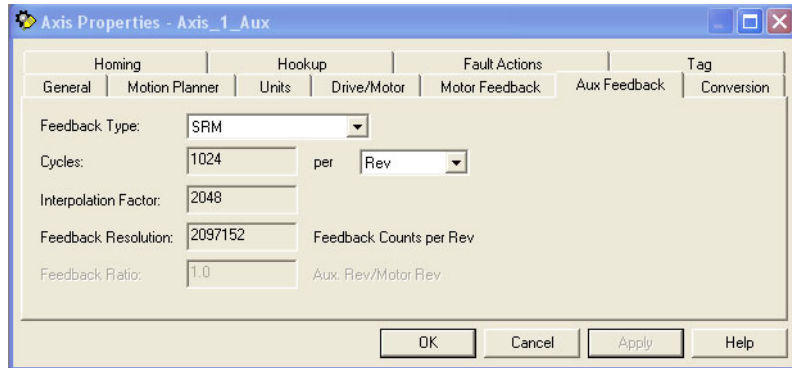 Axis Properties - Axis_1_Aux
Homing Hookup Fault Actions Tag
General Motion Planner Units Drive/Motor Motor Feedback Aux Feedback Conversion
Feedback Type: SRM
Cycles: 1024 per Rev
Interpolation Factor: 2048
Feedback Resolution: 2097152 Feedback Counts per Rev
Feedback Ratio: 1.0 Aux. Rev/Motor Rev
OK Cancel Apply Help